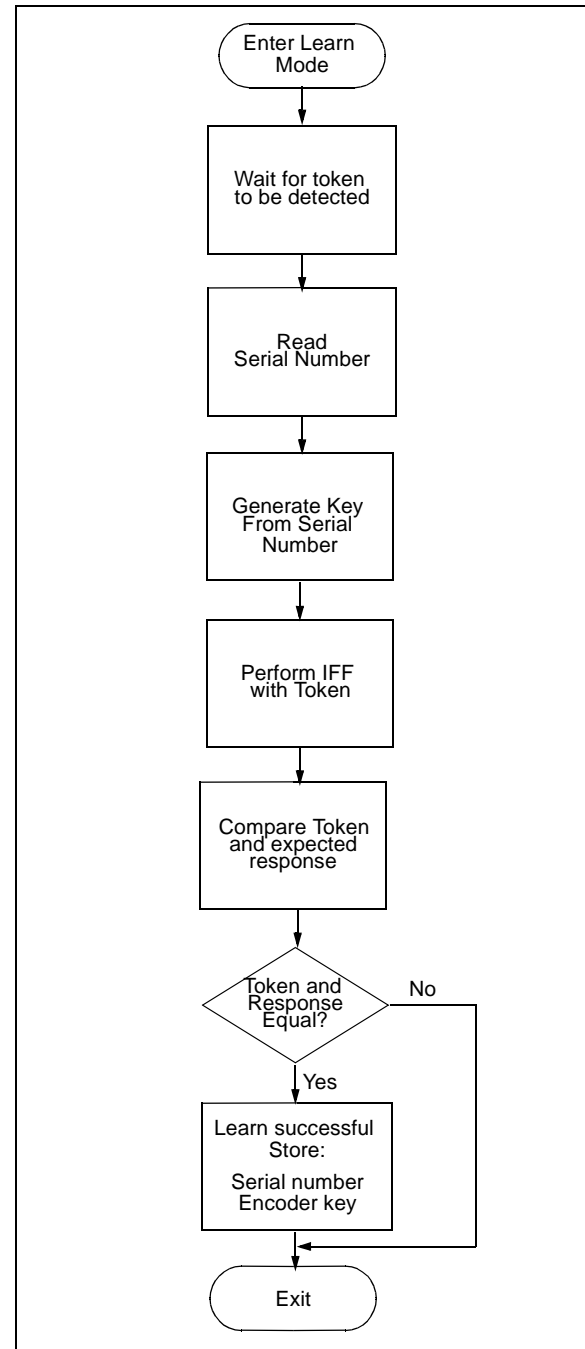 Enter Learn
Mode
Wait for token
to be detected
Read
Serial Number
Generate Key
From Serial
Number
Perform IFF
with Token
Compare Token
and expected
response
Token and
Response
Equal?
No
Yes
Learn successful
Store:
Serial number
Encoder key
Exit